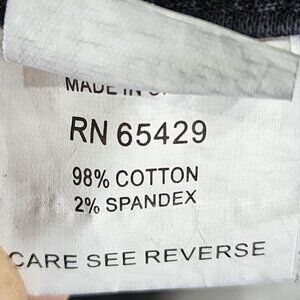 MADE IN
RN 65429
98% COTTON
2% SPANDEX
CARE SEE REVERSE